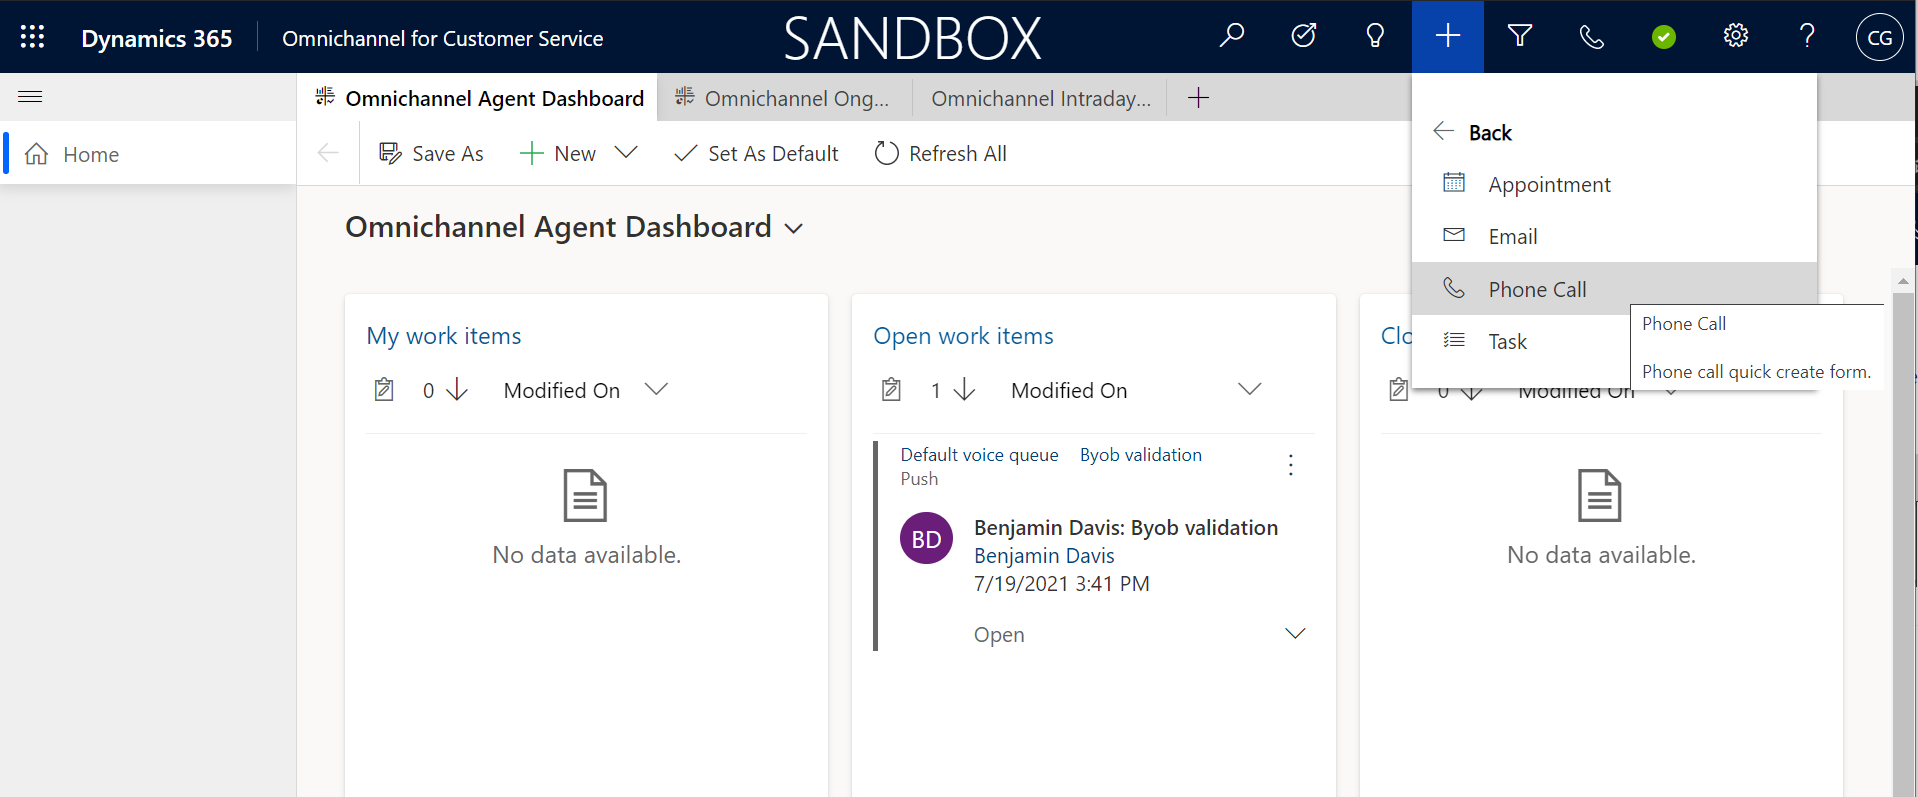 Dynamics 365
Omnichannel for Customer Service
SANDBOX
CG
Omnichannel Agent Dashboard
Omnichannel Ong...
Omnichannel Intraday...
Home
Save As
New
Set As Default
Refresh All
Back
Appointment
Email
Phone Call
Task
Phone Call
Phone call quick create form.
Omnichannel Agent Dashboard
My work items
0
Modified On
No data available.
Open work items
1
Modified On
Default voice queue
Byob validation
Push
BD
Benjamin Davis: Byob validation
Benjamin Davis
7/19/2021 3:41 PM
Open
Clo
0
Modified On
No data available.